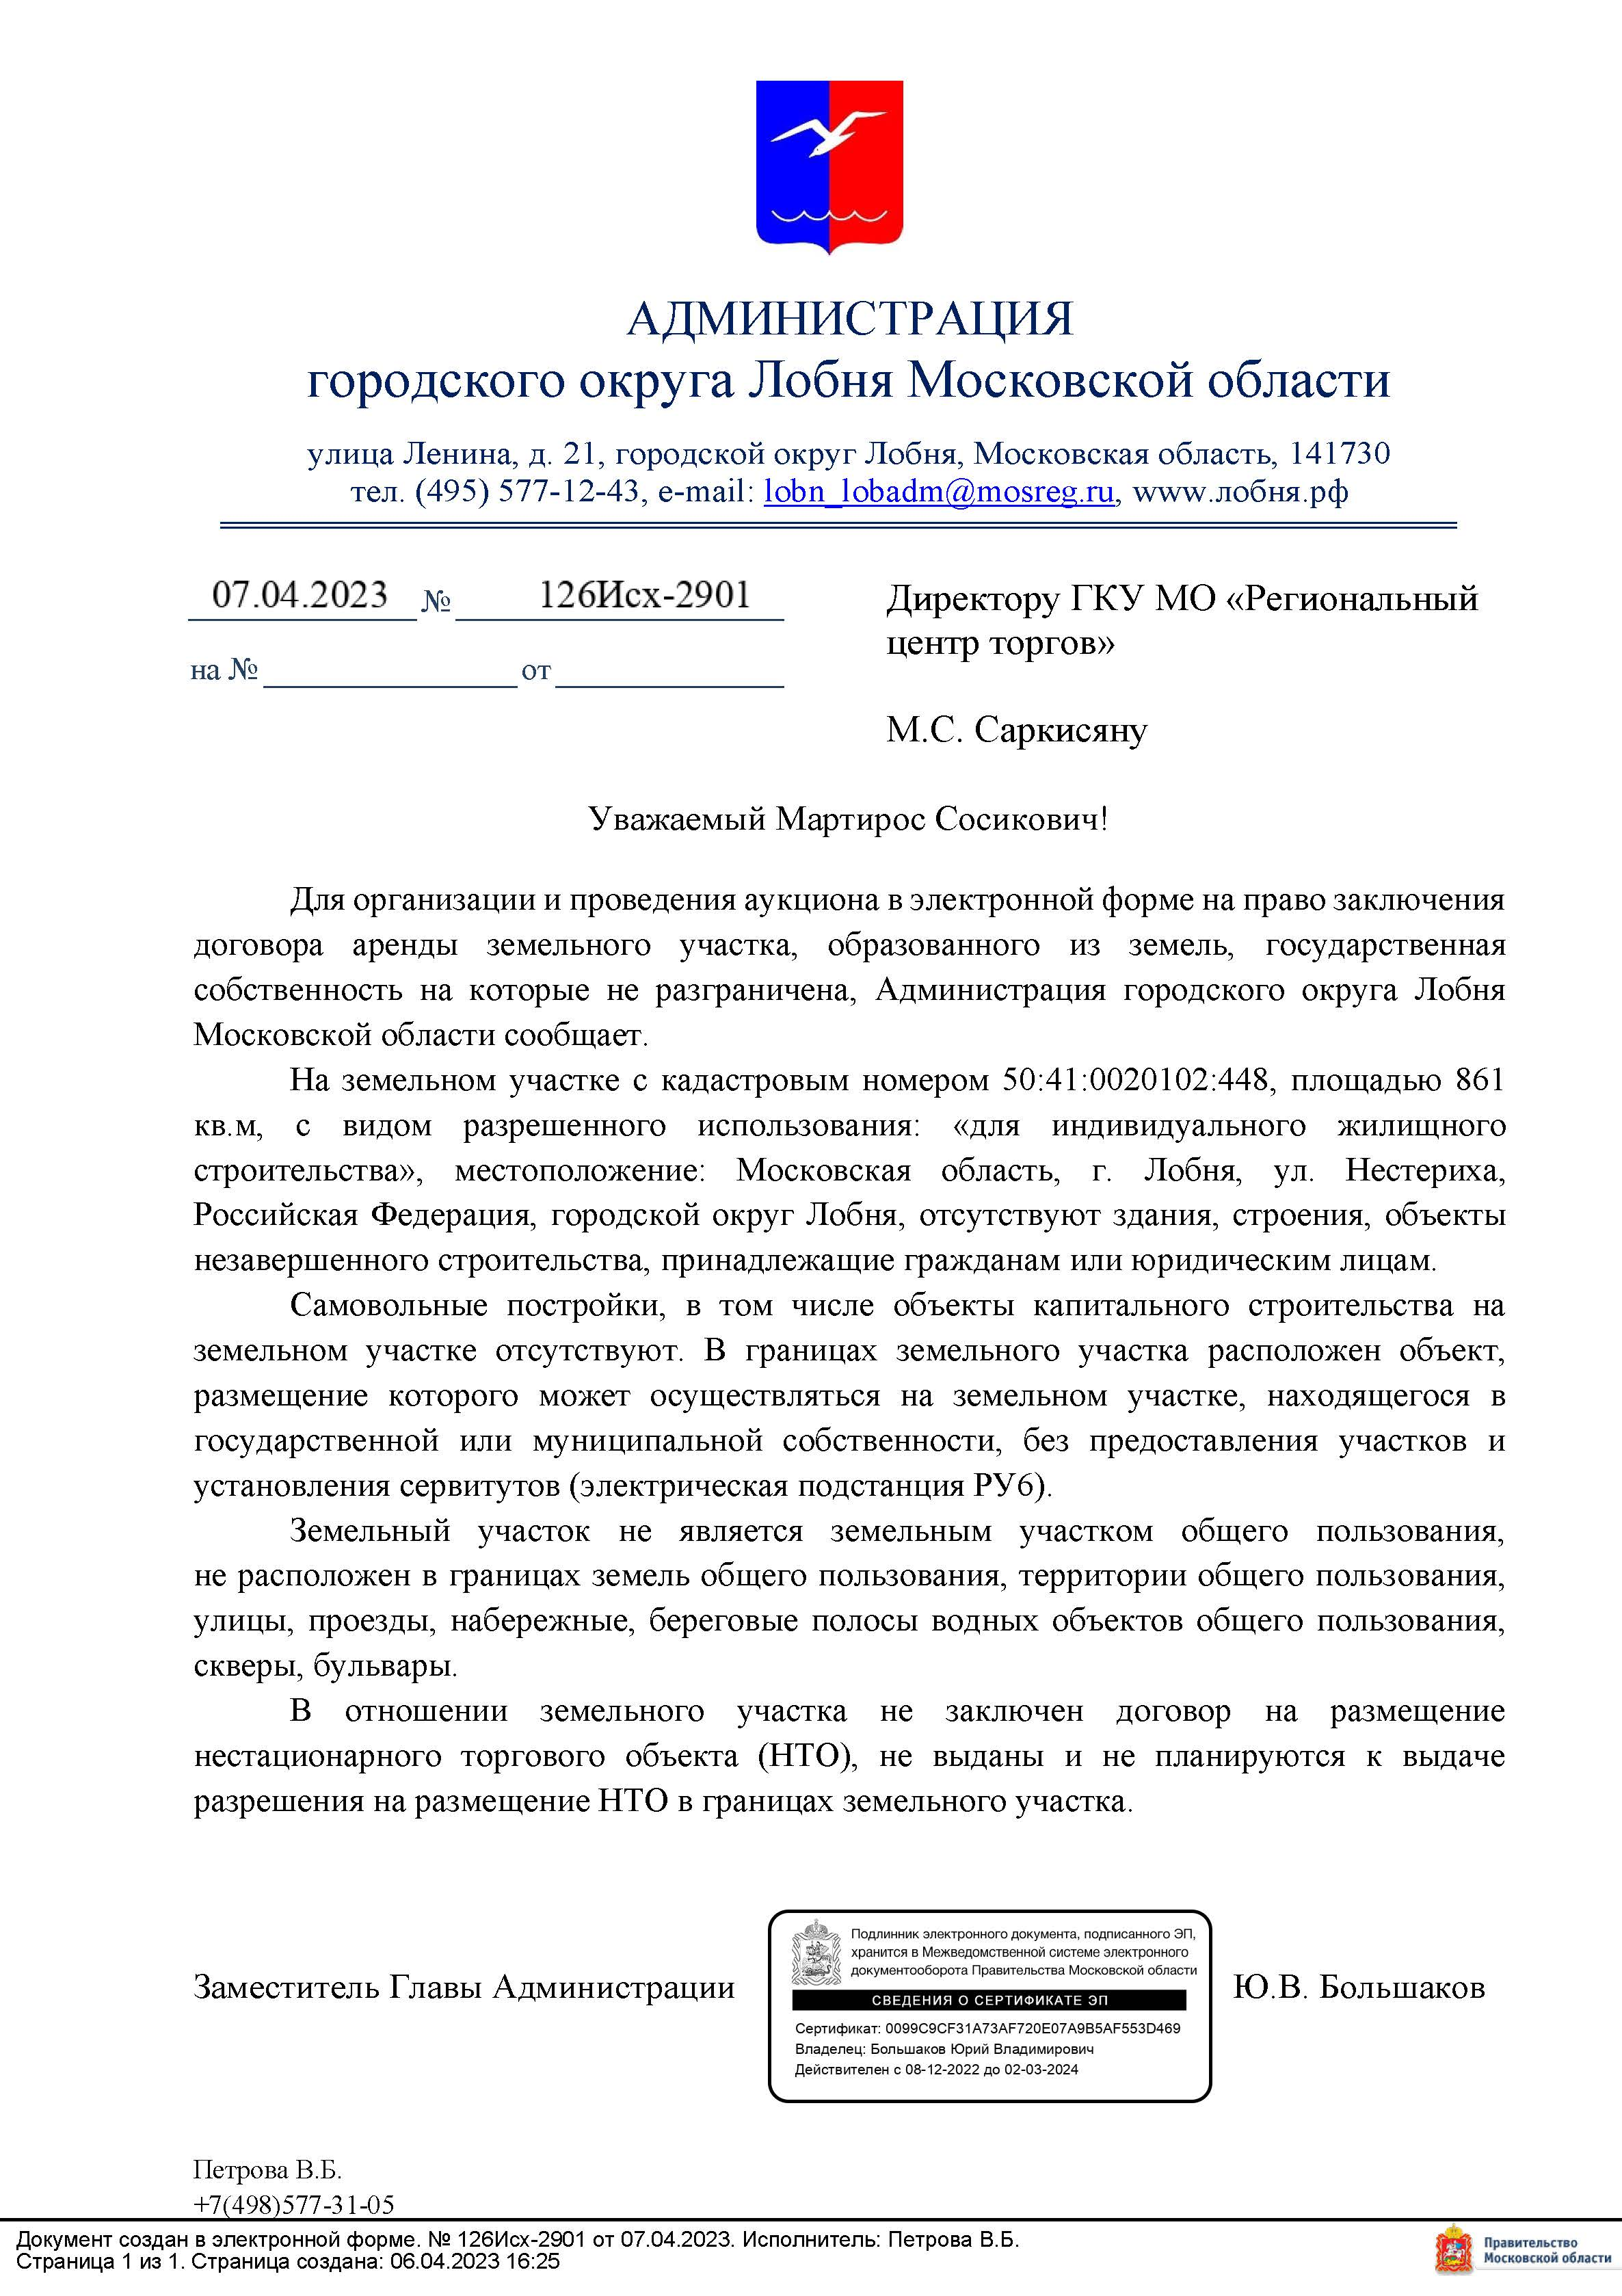 АДМИНИСТРАЦИЯ
городского округа Лобня Московской области
улица Ленина, д. 21, городской округ Лобня, Московская область, 141730
тел. (495) 577-12-43, e-mail: lobn_lobadm@mosreg.ru, www.лобня.рф
07.04.2023 № 126Исх-2901
на № от
Директору ГКУ МО «Региональный
центр торгов»
М.С. Саркисяну
Уважаемый Мартирос Сосикович!
Для организации и проведения аукциона в электронной форме на право заключения
договора аренды земельного участка, образованного из земель, государственная
собственность на которые не разграничена, Администрация городского округа Лобня
Московской области сообщает.
На земельном участке с кадастровым номером 50:41:0020102:448, площадью 861
кв.м, с видом разрешенного использования: «для индивидуального жилищного
строительства», местоположение: Московская область, г. Лобня, ул. Нестериха,
Российская Федерация, городской округ Лобня, отсутствуют здания, строения, объекты
незавершенного строительства, принадлежащие гражданам или юридическим лицам.
Самовольные постройки, в том числе объекты капитального строительства на
земельном участке отсутствуют. В границах земельного участка расположен объект,
размещение которого может осуществляться на земельном участке, находящегося в
государственной или муниципальной собственности, без предоставления участков и
установления сервитутов (электрическая подстанция РУ6).
Земельный участок не является земельным участком общего пользования,
не расположен в границах земель общего пользования, территории общего пользования,
улицы, проезды, набережные, береговые полосы водных объектов общего пользования,
скверы, бульвары.
В отношении земельного участка не заключен договор на размещение
нестационарного торгового объекта (НТО), не выданы и не планируются к выдаче
разрешения на размещение НТО в границах земельного участка.
Заместитель Главы Администрации
Подлинник электронного документа, подписанного ЭП,
хранится в Межведомственной системе электронного
документооборота Правительства Московской области
СВЕДЕНИЯ О СЕРТИФИКАТЕ ЭП
Сертификат: 0099C9CF31A73AF720E07A9B5AF553D469
Владелец: Большаков Юрий Владимирович
Действителен с 08-12-2022 до 02-03-2024
Ю.В. Большаков
Петрова В.Б.
+7(498)577-31-05
Документ создан в электронной форме. № 126Исх-2901 от 07.04.2023. Исполнитель: Петрова В.Б.
Страница 1 из 1. Страница создана: 06.04.2023 16:25
Правительство
Московской области